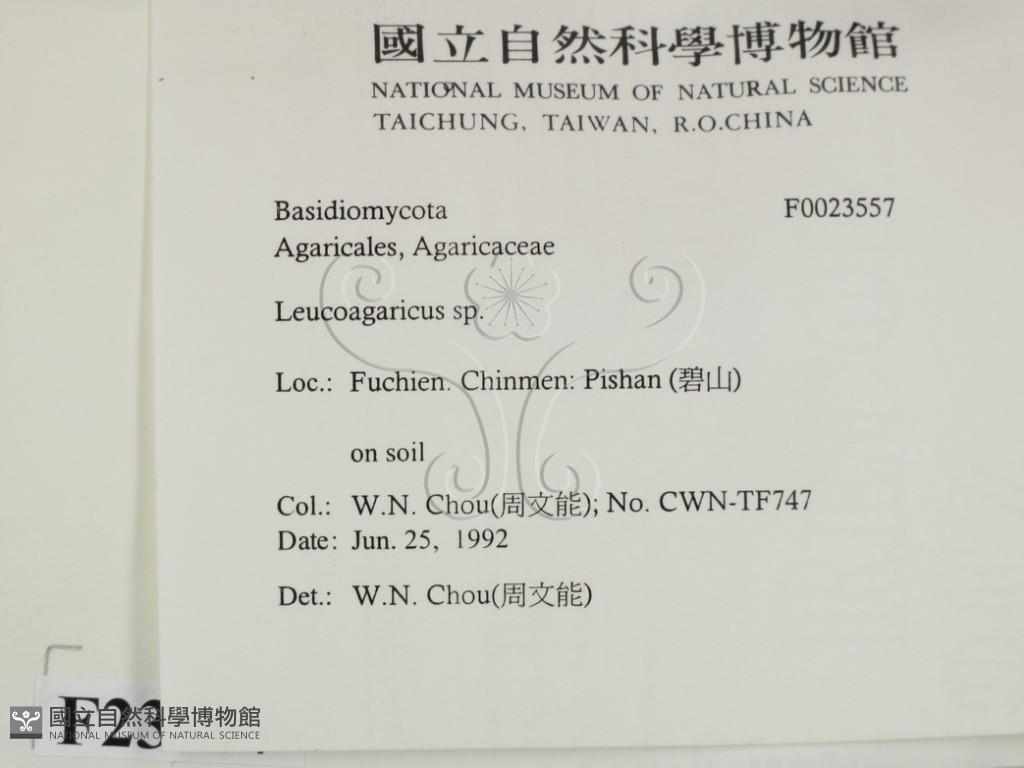 國立自然科學博物館
NATIONAL MUSEUM OF NATURAL SCIENCE
TAICHUNG, TAIWAN, R.O.CHINA
Basidiomycota F0023557
Agaricales, Agaricaceae
Leucoagaricus sp.
Loc.: Fuchien. Chinmen: Pishan (碧山)
on soil
Col.: W.N. Chou(周文能); No. CWN-TF747
Date: Jun. 25, 1992
Det.: W.N. Chou(周文能)
F23
國立自然科學博物館
NATIONAL MUSEUM OF NATURAL SCIENCE